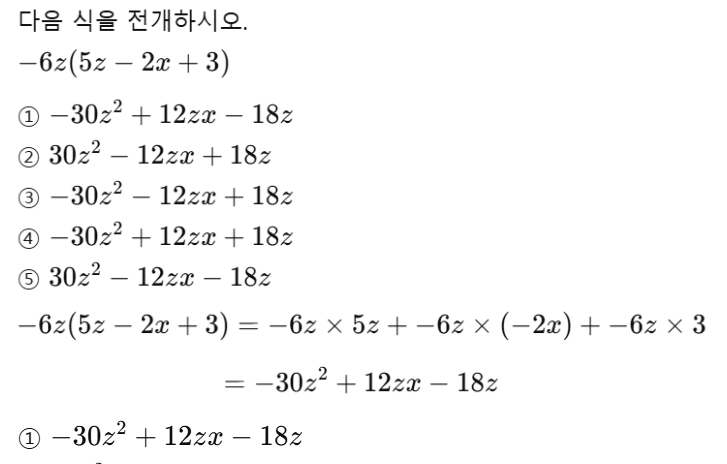 다음 식을 전개하시오.
−6z(5z − 2x + 3)
① −30z² + 12zx − 18z
② 30z² − 12zx + 18z
③ −30z² − 12zx + 18z
④ −30z² + 12zx + 18z
⑤ 30z² − 12zx − 18z
−6z(5z − 2x + 3) = −6z × 5z + −6z × (−2x) + −6z × 3
= −30z² + 12zx − 18z
① −30z² + 12zx − 18z